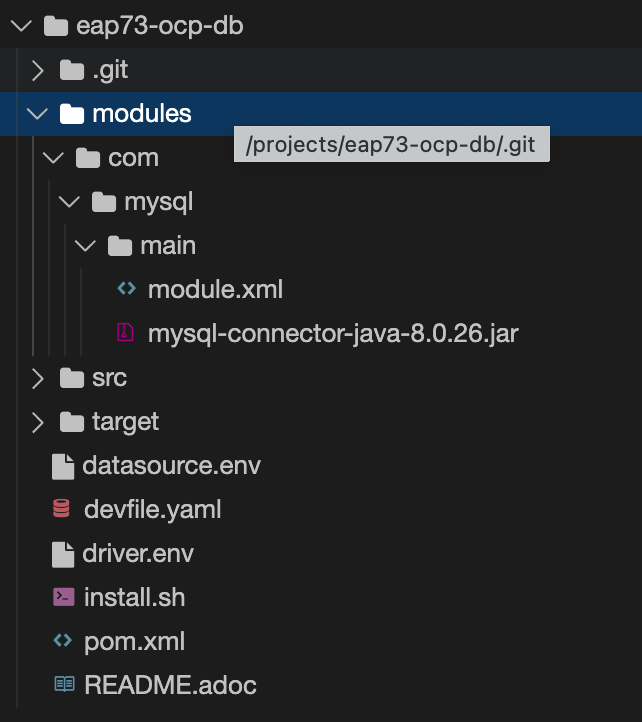 eap73-ocp-db
.git
modules
/projects/eap73-ocp-db/.git
com
mysql
main
module.xml
mysql-connector-java-8.0.26.jar
src
target
datasource.env
devfile.yaml
driver.env
install.sh
pom.xml
README.adoc